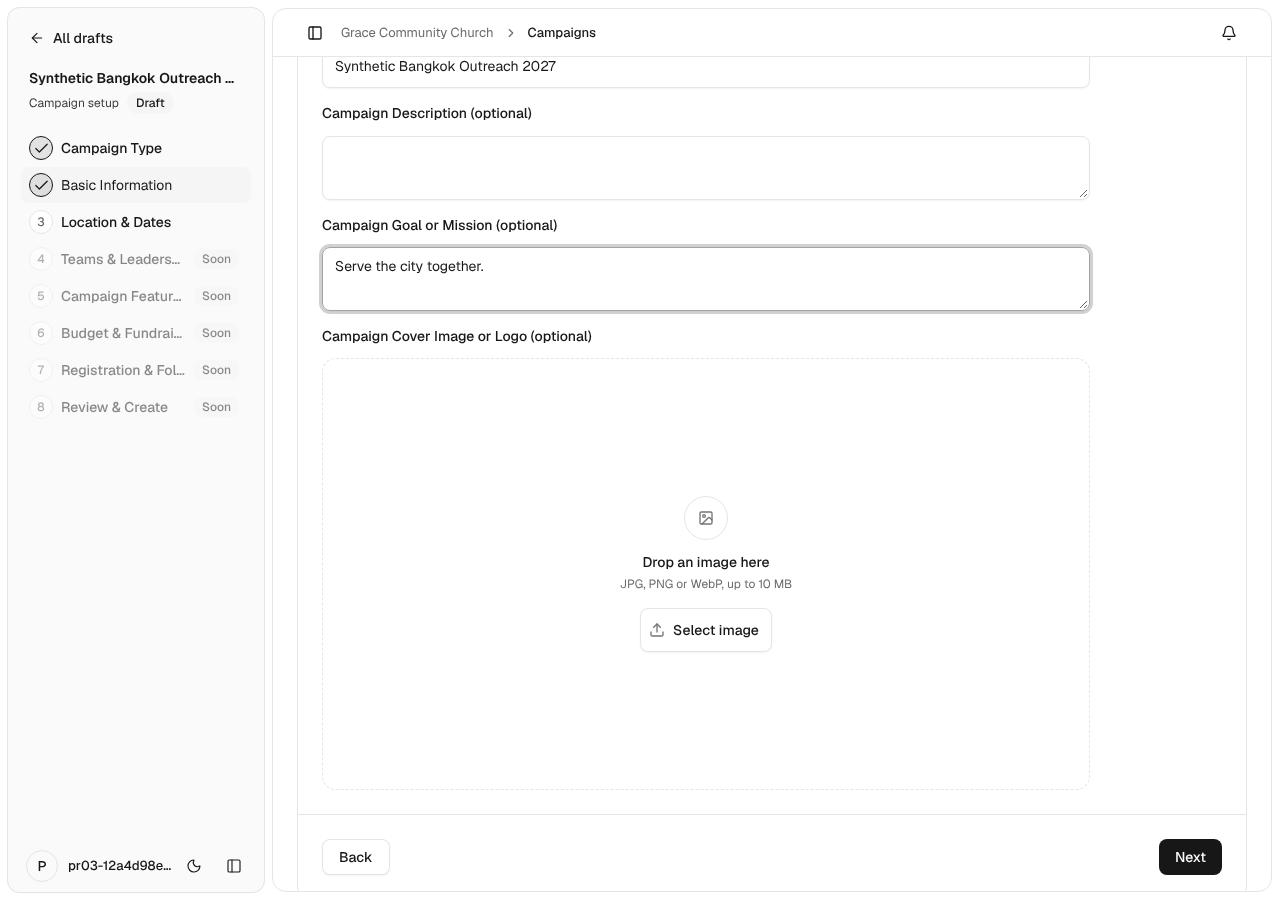 All drafts
Synthetic Bangkok Outreach ...
Campaign setup Draft
Campaign Type
Basic Information
3 Location & Dates
4 Teams & Leaders... Soon
5 Campaign Featur... Soon
6 Budget & Fundrai... Soon
7 Registration & Fol... Soon
8 Review & Create Soon
P pr03-12a4d98e...
Grace Community Church Campaigns
Synthetic Bangkok Outreach 2027
Campaign Description (optional)
Campaign Goal or Mission (optional)
Serve the city together.
Campaign Cover Image or Logo (optional)
Drop an image here
JPG, PNG or WebP, up to 10 MB
Select image
Back Next